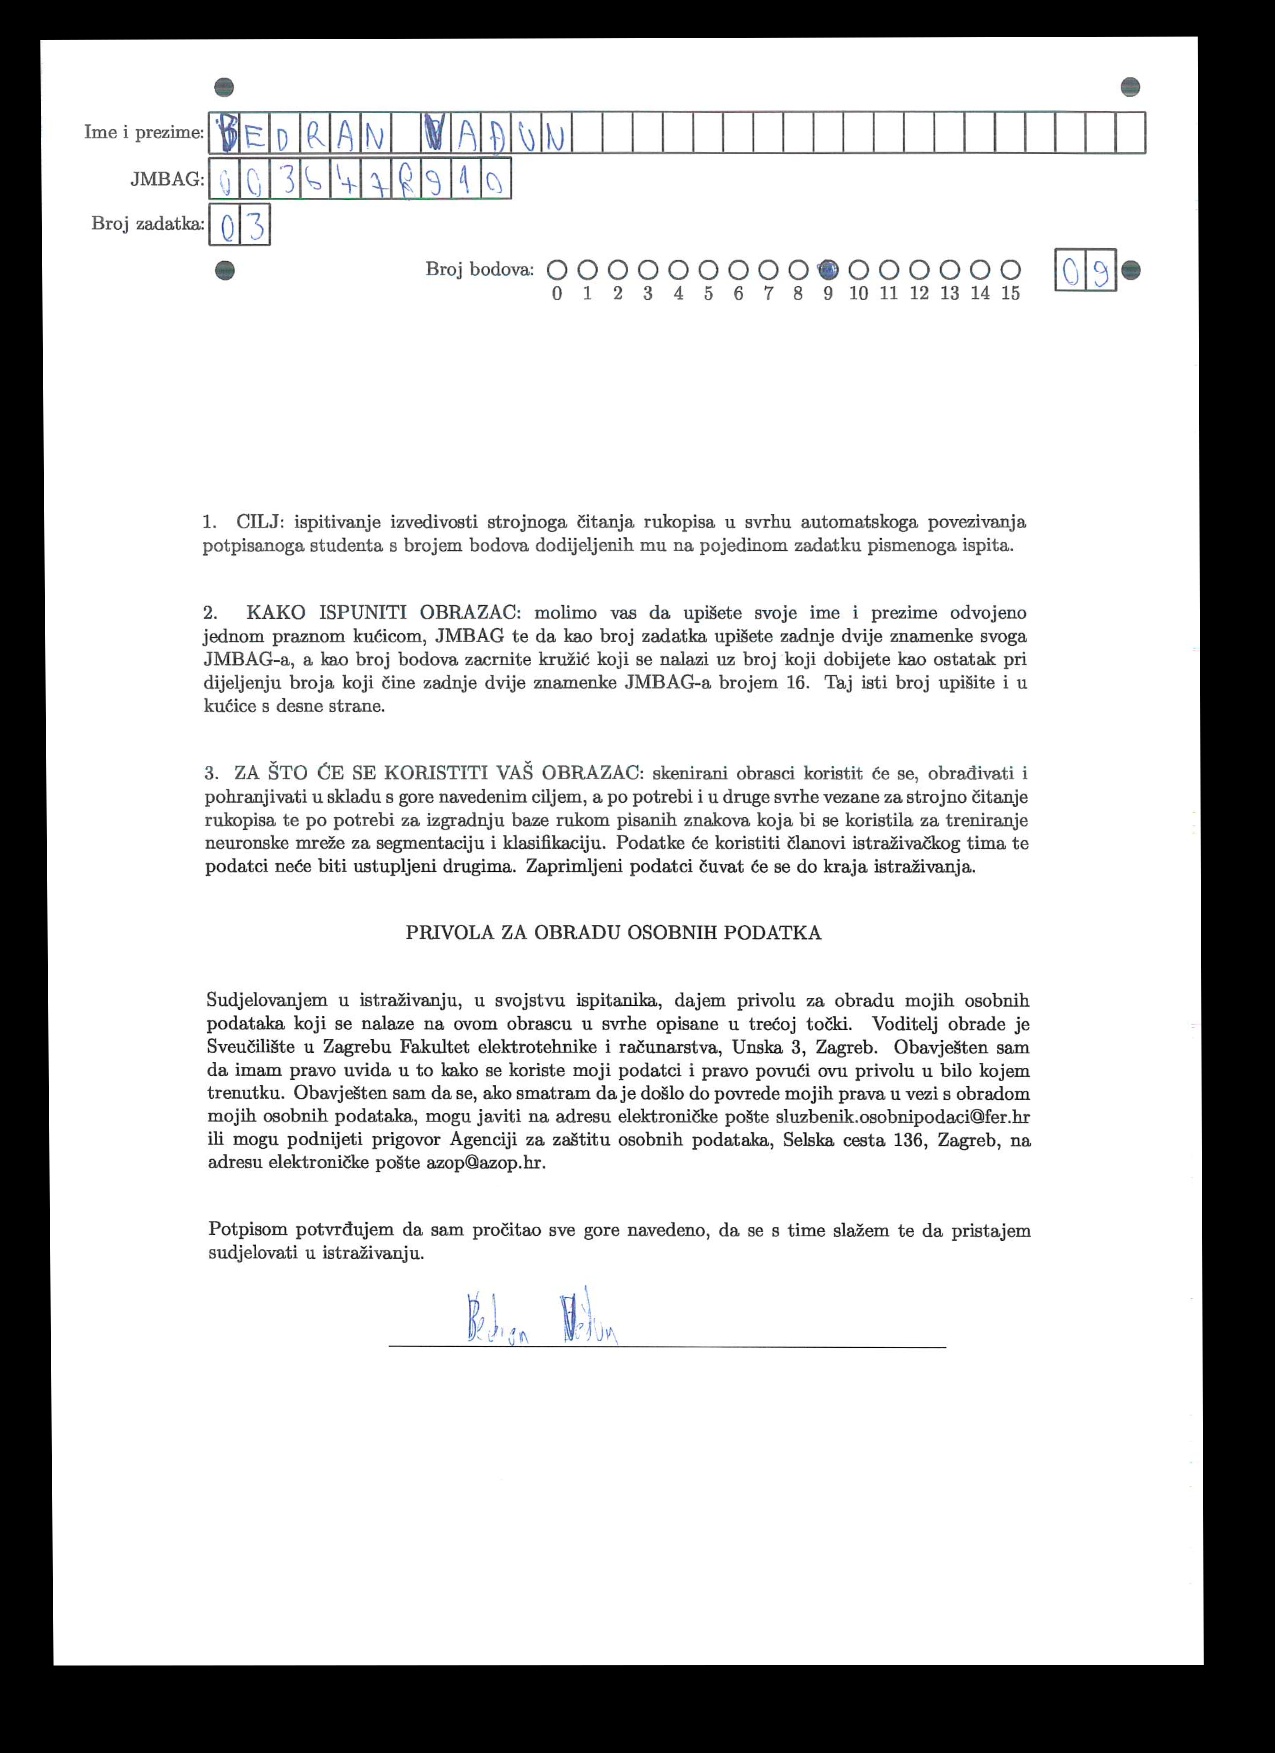 Ime i prezime: BEDRAN VAĐUN
JMBAG: 003647R910
Broj zadatka: 03
Broj bodova: 09
0 1 2 3 4 5 6 7 8 9 10 11 12 13 14 15
1. CILJ: ispitivanje izvedivosti strojnoga čitanja rukopisa u svrhu automatskoga povezivanja
potpisanoga studenta s brojem bodova dodijeljenih mu na pojedinom zadatku pismenoga ispita.
2. KAKO ISPUNITI OBRAZAC: molimo vas da upišete svoje ime i prezime odvojeno
jednom praznom kućicom, JMBAG te da kao broj zadatka upišete zadnje dvije znamenke svoga
JMBAG-a, a kao broj bodova zacrnite kružić koji se nalazi uz broj koji dobijete kao ostatak pri
dijeljenju broja koji čine zadnje dvije znamenke JMBAG-a brojem 16. Taj isti broj upišite i u
kućice s desne strane.
3. ZA ŠTO ĆE SE KORISTITI VAŠ OBRAZAC: skenirani obrasci koristit će se, obrađivati i
pohranjivati u skladu s gore navedenim ciljem, a po potrebi i u druge svrhe vezane za strojno čitanje
rukopisa te po potrebi za izgradnju baze rukom pisanih znakova koja bi se koristila za treniranje
neuronske mreže za segmentaciju i klasifikaciju. Podatke će koristiti članovi istraživačkog tima te
podatci neće biti ustupljeni drugima. Zaprimljeni podatci čuvat će se do kraja istraživanja.
PRIVOLA ZA OBRADU OSOBNIH PODATKA
Sudjelovanjem u istraživanju, u svojstvu ispitanika, dajem privolu za obradu mojih osobnih
podataka koji se nalaze na ovom obrascu u svrhe opisane u trećoj točki. Voditelj obrade je
Sveučilište u Zagrebu Fakultet elektrotehnike i računarstva, Unska 3, Zagreb. Obavješten sam
da imam pravo uvida u to kako se koriste moji podatci i pravo povući ovu privolu u bilo kojem
trenutku. Obavješten sam da se, ako smatram da je došlo do povrede mojih prava u vezi s obradom
mojih osobnih podataka, mogu javiti na adresu elektroničke pošte sluzbenik.osobnipodaci@fer.hr
ili mogu podnijeti prigovor Agenciji za zaštitu osobnih podataka, Selska cesta 136, Zagreb, na
adresu elektroničke pošte azop@azop.hr.
Potpisom potvrđujem da sam pročitao sve gore navedeno, da se s time slažem te da pristajem
sudjelovati u istraživanju.
Bedran Vađun